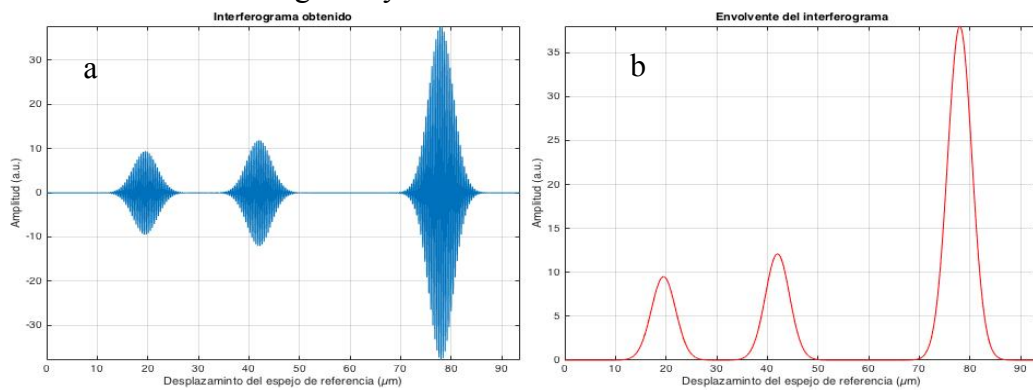 Interferograma obtenido
a
30
20
10
0
-10
-20
-30
Amplitud (a.u.)
0 10 20 30 40 50 60 70 80 90
Desplazaminto del espejo de referencia (µm)
Envolvente del interferograma
b
35
30
25
20
15
10
5
0
Amplitud (a.u.)
0 10 20 30 40 50 60 70 80 90
Desplazaminto del espejo de referencia (µm)